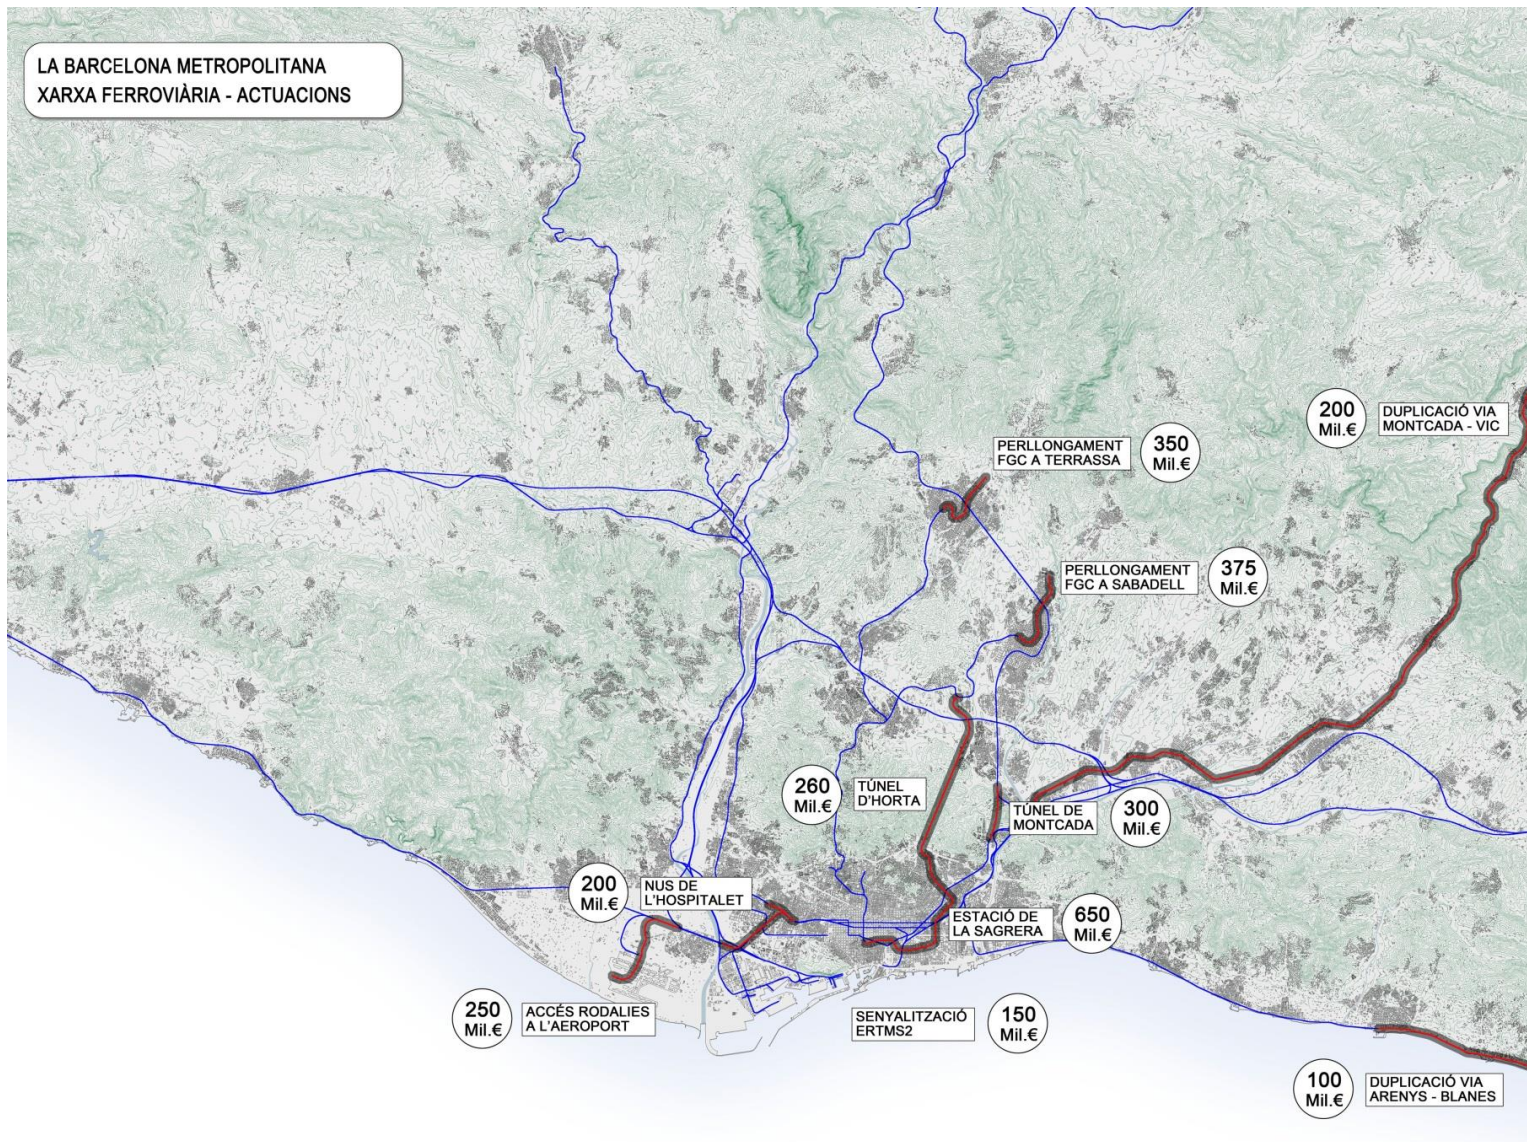 LA BARCELONA METROPOLITANA
XARXA FERROVIÀRIA - ACTUACIONS
200
Mil.€
DUPLICACIÓ VIA
MONTCADA - VIC
PERLLONGAMENT
FGC A TERRASSA
350
Mil.€
PERLLONGAMENT
FGC A SABADELL
375
Mil.€
260
Mil.€
TÚNEL
D'HORTA
TÚNEL DE
MONTCADA
300
Mil.€
200
Mil.€
NUS DE
L'HOSPITALET
ESTACIÓ DE
LA SAGRERA
650
Mil.€
250
Mil.€
ACCÉS RODALIES
A L'AEROPORT
SENYALITZACIÓ
ERTMS2
150
Mil.€
100
Mil.€
DUPLICACIÓ VIA
ARENYS - BLANES